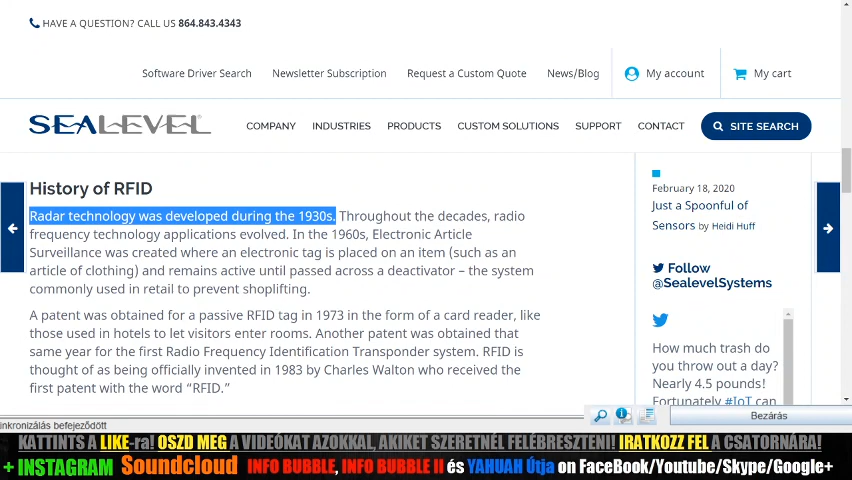 HAVE A QUESTION? CALL US 864.843.4343
Software Driver Search
Newsletter Subscription
Request a Custom Quote
News/Blog
My account
My cart
SEALEVEL®
COMPANY
INDUSTRIES
PRODUCTS
CUSTOM SOLUTIONS
SUPPORT
CONTACT
SITE SEARCH
History of RFID
Radar technology was developed during the 1930s. Throughout the decades, radio
frequency technology applications evolved. In the 1960s, Electronic Article
Surveillance was created where an electronic tag is placed on an item (such as an
article of clothing) and remains active until passed across a deactivator – the system
commonly used in retail to prevent shoplifting.
A patent was obtained for a passive RFID tag in 1973 in the form of a card reader, like
those used in hotels to let visitors enter rooms. Another patent was obtained that
same year for the first Radio Frequency Identification Transponder system. RFID is
thought of as being officially invented in 1983 by Charles Walton who received the
first patent with the word “RFID.”
February 18, 2020
Just a Spoonful of
Sensors by Heidi Huff
Follow
@SealevelSystems
How much trash do
you throw out a day?
Nearly 4.5 pounds!
Fortunately #IoT can
inkronizálás befejeződött
Bezárás
KATTINTS A LIKE-ra! OSZD MEG A VIDEÓKAT AZOKKAL, AKIKET SZERETNÉL FELÉBRESZTENI! IRATKOZZ FEL A CSATORNÁRA!
+ INSTAGRAM Soundcloud INFO BUBBLE, INFO BUBBLE II és YAHUAH Útja on FaceBook/Youtube/Skype/Google+